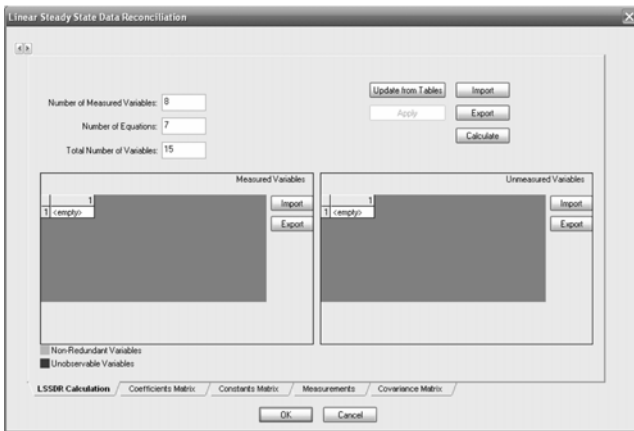 Linear Steady State Data Reconciliation
Update from Tables Import
Number of Measured Variables: 8
Apply Export
Number of Equations: 7
Calculate
Total Number of Variables: 15
Measured Variables
1
1 <empty>
Import
Export
Unmeasured Variables
1
1 <empty>
Import
Export
Non-Redundant Variables
Unobservable Variables
LSSDR Calculation Coefficients Matrix Constants Matrix Measurements Covariance Matrix
OK Cancel